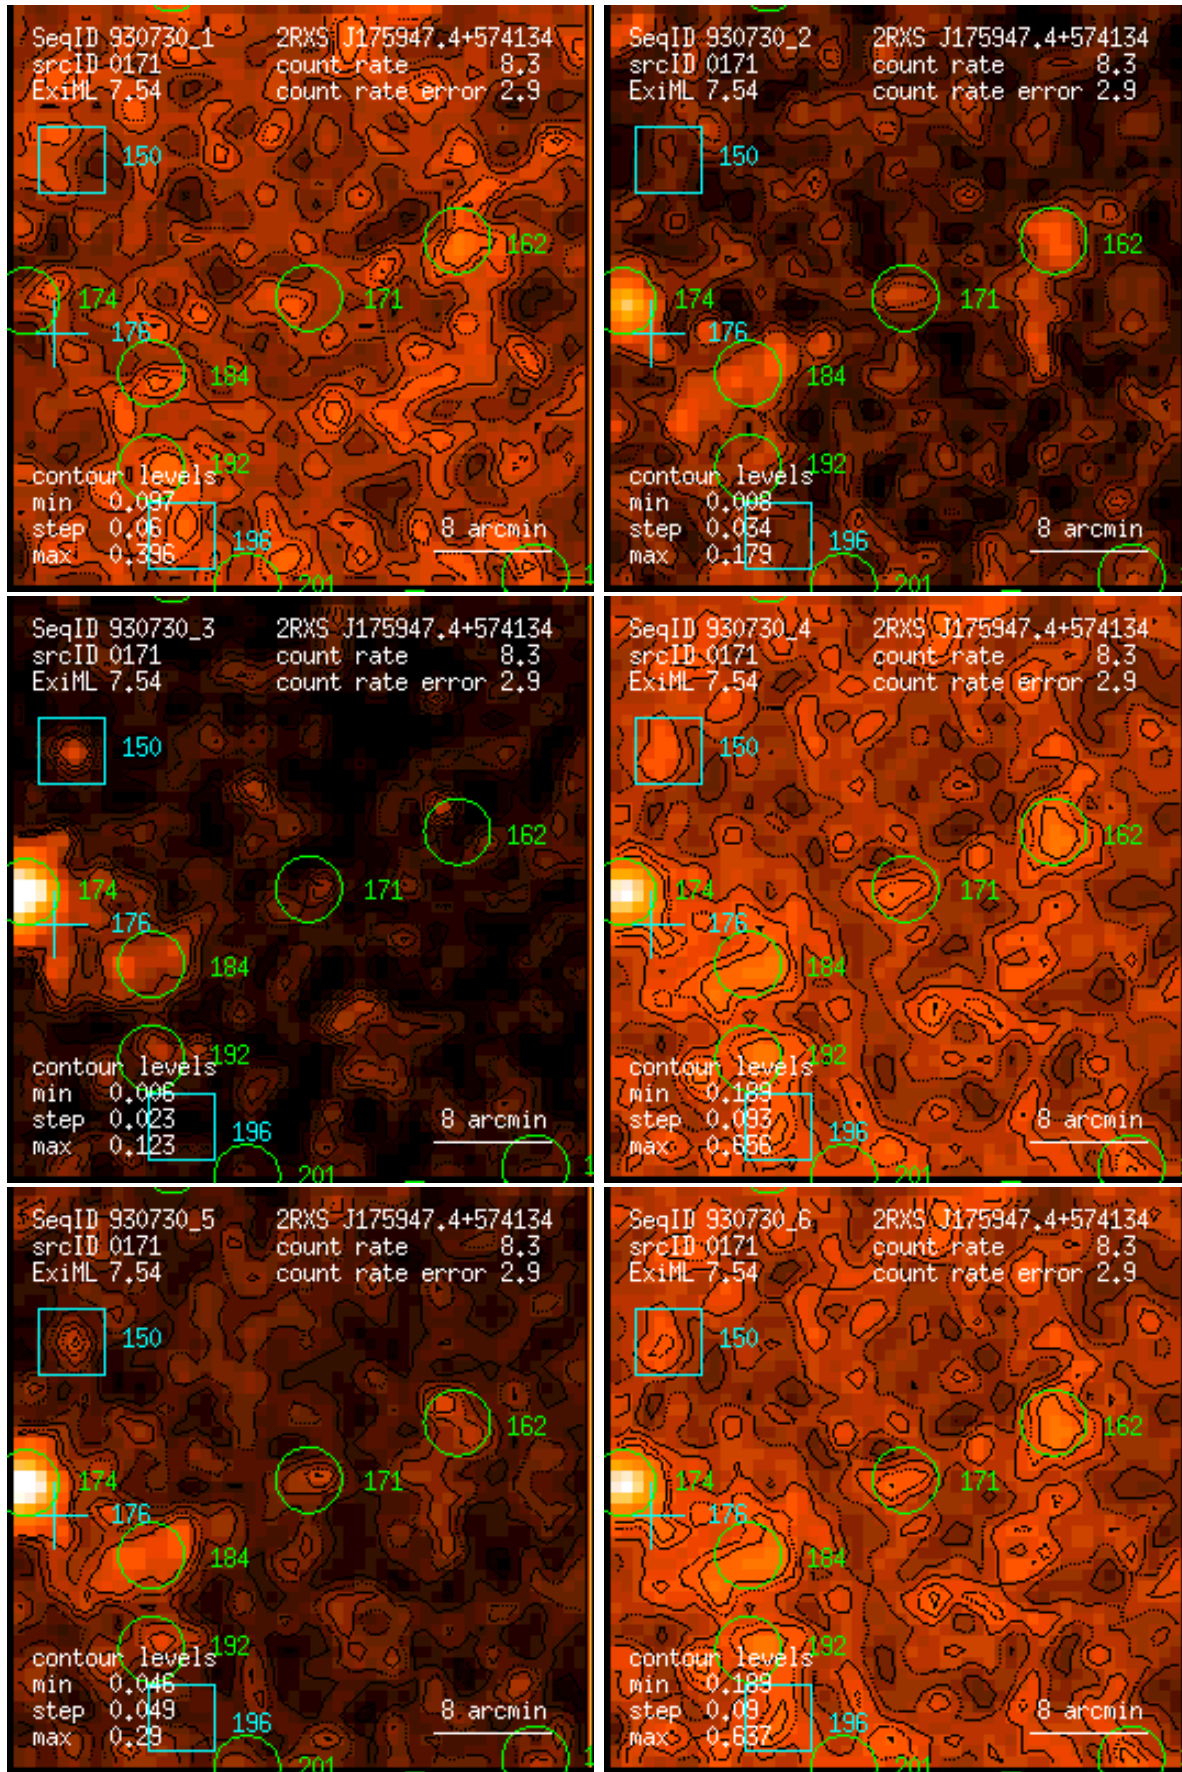 SeqID 930730_1 2RXS J175947.4+574134
srcID 0171 count rate 8.3
ExiML 7.54 count rate error 2.9
150
162
174
171
176
184
192
contour levels
min 0.097
step 0.06 8 arcmin
max 0.396 196
201
SeqID 930730_2 2RXS J175947.4+574134
srcID 0171 count rate 8.3
ExiML 7.54 count rate error 2.9
150
162
174
171
176
184
192
contour levels
min 0.008
step 0.034 8 arcmin
max 0.179 196
201
SeqID 930730_3 2RXS J175947.4+574134
srcID 0171 count rate 8.3
ExiML 7.54 count rate error 2.9
150
162
174
171
176
184
192
contour levels
min 0.006
step 0.023 8 arcmin
max 0.123 196
201
SeqID 930730_4 2RXS J175947.4+574134
srcID 0171 count rate 8.3
ExiML 7.54 count rate error 2.9
150
162
174
171
176
184
192
contour levels
min 0.189
step 0.093 8 arcmin
max 0.656 196
201
SeqID 930730_5 2RXS J175947.4+574134
srcID 0171 count rate 8.3
ExiML 7.54 count rate error 2.9
150
162
174
171
176
184
192
contour levels
min 0.046
step 0.049 8 arcmin
max 0.29 196
201
SeqID 930730_6 2RXS J175947.4+574134
srcID 0171 count rate 8.3
ExiML 7.54 count rate error 2.9
150
162
174
171
176
184
192
contour levels
min 0.189
step 0.09 8 arcmin
max 0.637 196
201